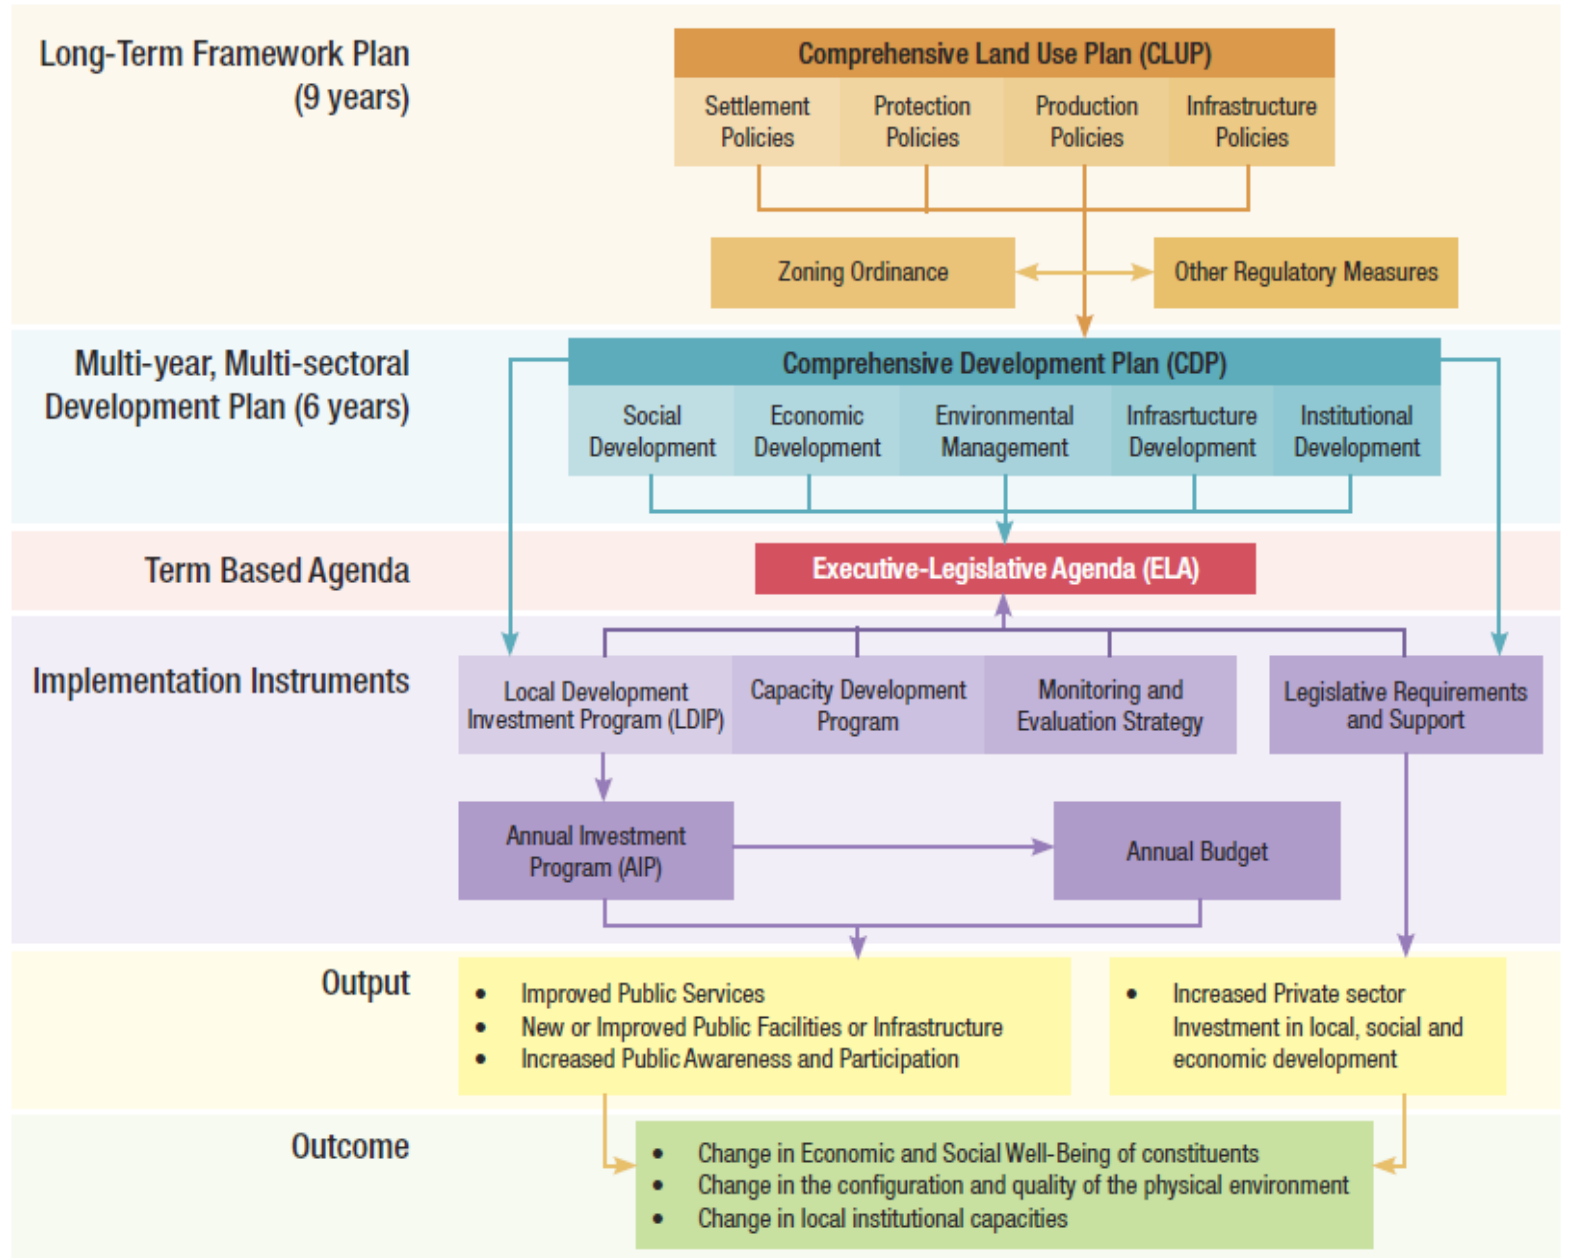 Long-Term Framework Plan
(9 years)
Comprehensive Land Use Plan (CLUP)
Settlement
Policies
Protection
Policies
Production
Policies
Infrastructure
Policies
Zoning Ordinance
Other Regulatory Measures
Multi-year, Multi-sectoral
Development Plan (6 years)
Comprehensive Development Plan (CDP)
Social
Development
Economic
Development
Environmental
Management
Infrasrtucture
Development
Institutional
Development
Term Based Agenda
Executive-Legislative Agenda (ELA)
Implementation Instruments
Local Development
Investment Program (LDIP)
Capacity Development
Program
Monitoring and
Evaluation Strategy
Legislative Requirements
and Support
Annual Investment
Program (AIP)
Annual Budget
Output
• Improved Public Services
• New or Improved Public Facilities or Infrastructure
• Increased Public Awareness and Participation
• Increased Private sector
Investment in local, social and
economic development
Outcome
• Change in Economic and Social Well-Being of constituents
• Change in the configuration and quality of the physical environment
• Change in local institutional capacities